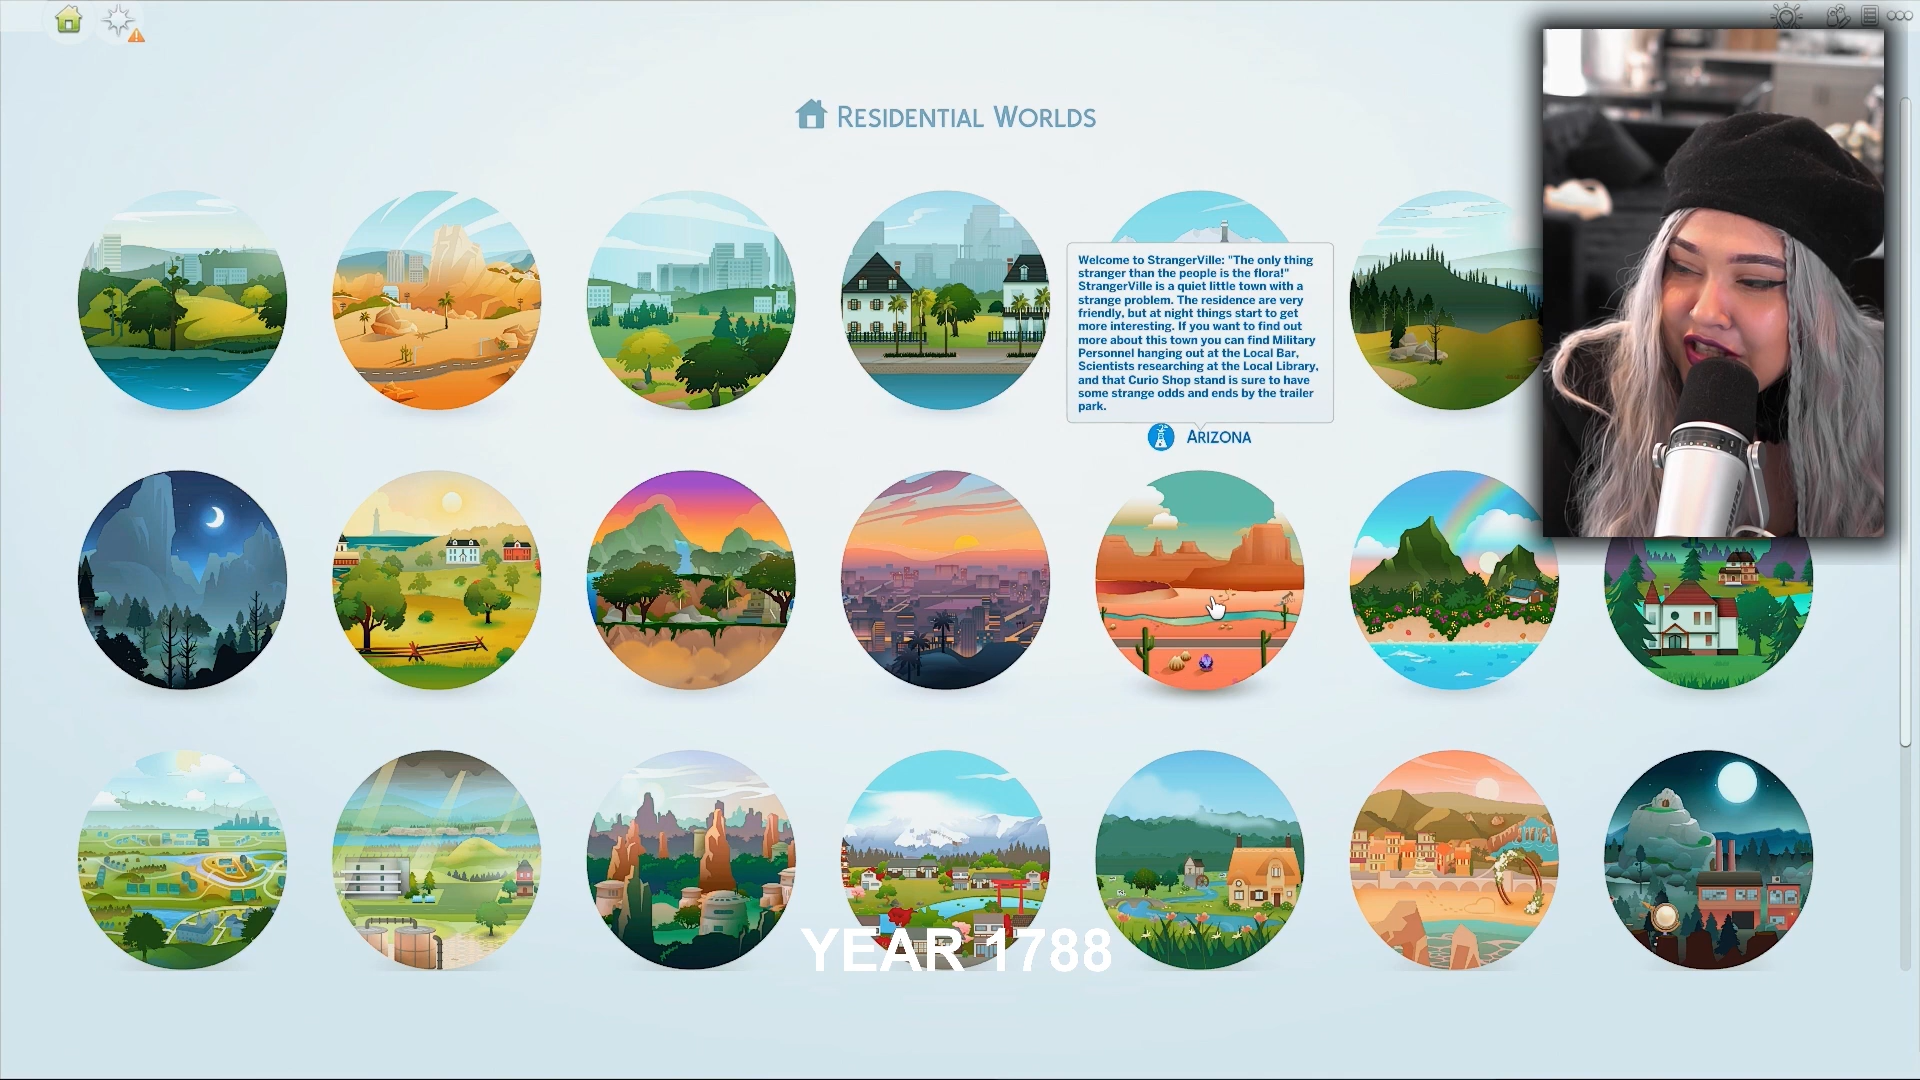 RESIDENTIAL WORLDS
Welcome to StrangerVille: "The only thing
stranger than the people is the flora!"
StrangerVille is a quiet little town with a
strange problem. The residence are very
friendly, but at night things start to get
more interesting. If you want to find out
more about this town you can find Military
Personnel hanging out at the Local Bar,
Scientists researching at the Local Library,
and that Curio Shop stand is sure to have
some strange odds and ends by the trailer
park.
ARIZONA
YEAR 1788